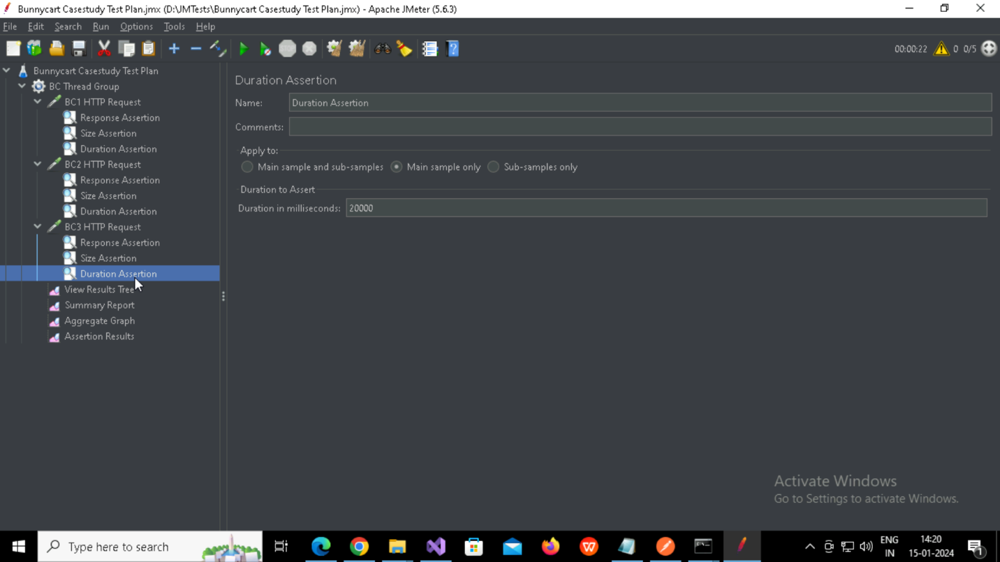 Bunnycart Casestudy Test Plan.jmx (D:\JMTests\Bunnycart Casestudy Test Plan.jmx) - Apache JMeter (5.6.3)
File Edit Search Run Options Tools Help
STOP
00:00:22 0 0/5
Bunnycart Casestudy Test Plan
BC Thread Group
BC1 HTTP Request
Response Assertion
Size Assertion
Duration Assertion
BC2 HTTP Request
Response Assertion
Size Assertion
Duration Assertion
BC3 HTTP Request
Response Assertion
Size Assertion
Duration Assertion
View Results Tree
Summary Report
Aggregate Graph
Assertion Results
Duration Assertion
Name: Duration Assertion
Comments:
Apply to:
Main sample and sub-samples Main sample only Sub-samples only
Duration to Assert
Duration in milliseconds: 20000
Activate Windows
Go to Settings to activate Windows.
Type here to search
ENG
IN
14:20
15-01-2024
1